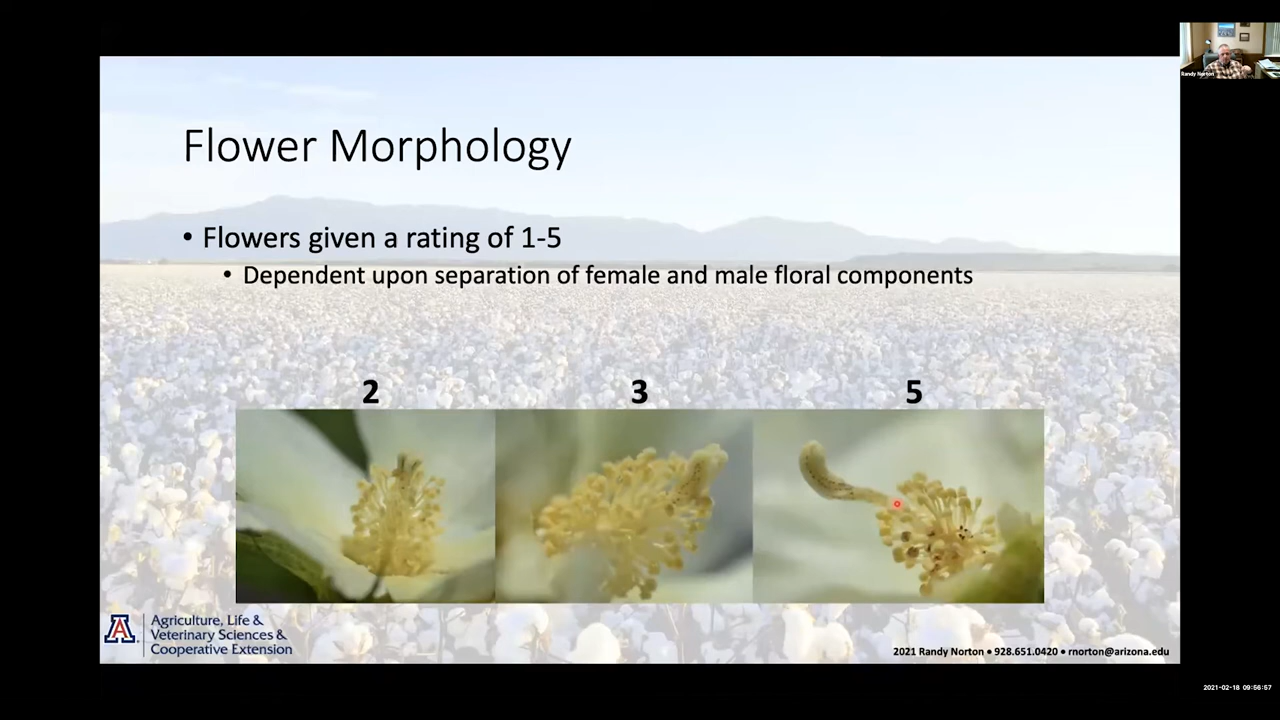 Randy Norton
Flower Morphology
• Flowers given a rating of 1-5
• Dependent upon separation of female and male floral components
2 3 5
A
Agriculture, Life &
Veterinary Sciences &
Cooperative Extension
2021 Randy Norton • 928.651.0420 • rnorton@arizona.edu
2021-02-18 09:56:57